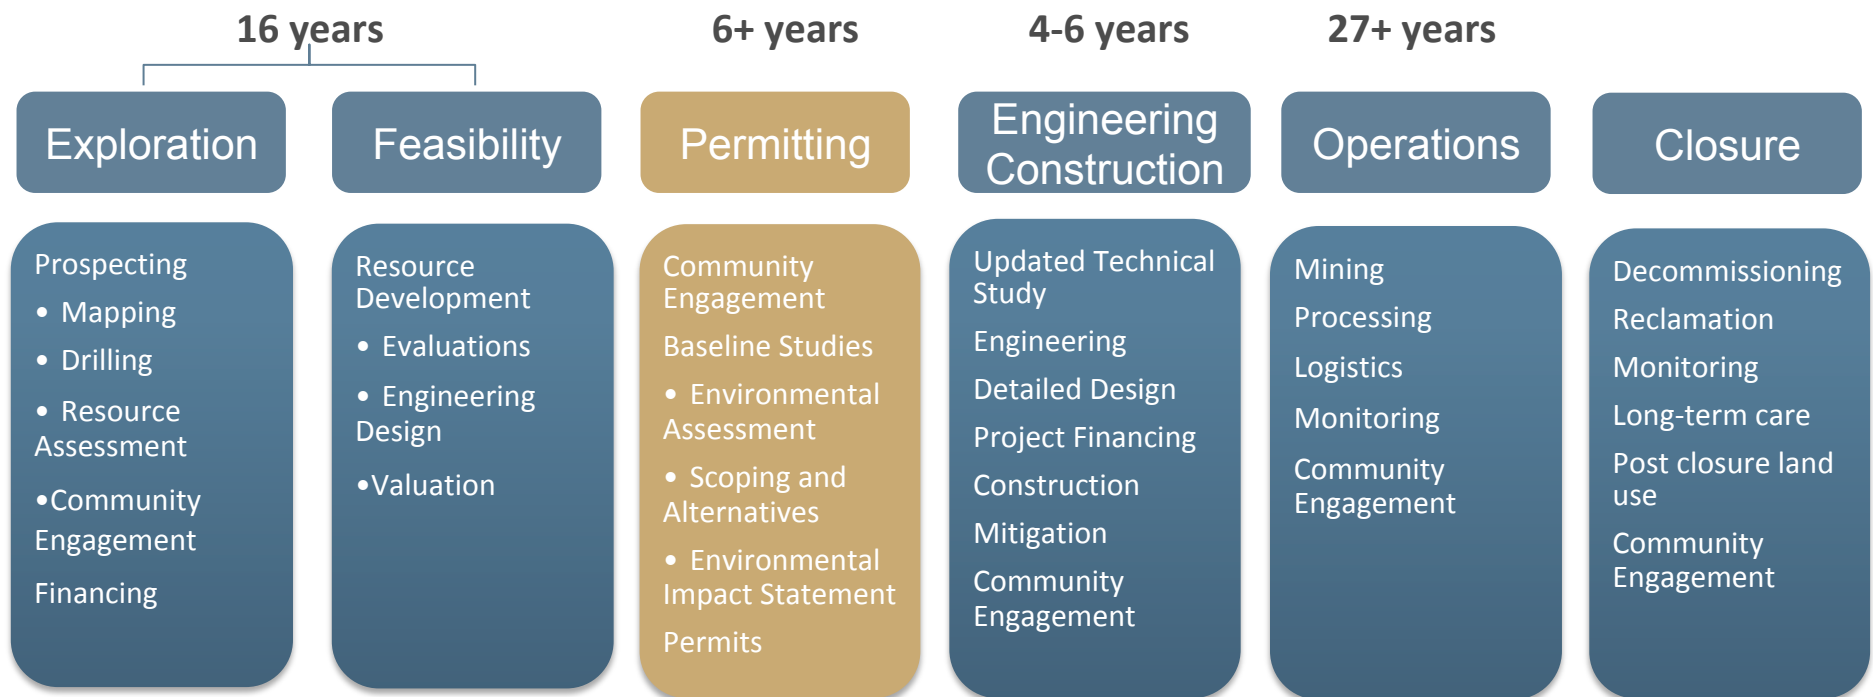 16 years
6+ years
4-6 years
27+ years
Exploration
Feasibility
Permitting
Engineering
Construction
Operations
Closure
Prospecting
• Mapping
• Drilling
• Resource
Assessment
•Community
Engagement
Financing
Resource
Development
• Evaluations
• Engineering
Design
•Valuation
Community
Engagement
Baseline Studies
• Environmental
Assessment
• Scoping and
Alternatives
• Environmental
Impact Statement
Permits
Updated Technical
Study
Engineering
Detailed Design
Project Financing
Construction
Mitigation
Community
Engagement
Mining
Processing
Logistics
Monitoring
Community
Engagement
Decommissioning
Reclamation
Monitoring
Long-term care
Post closure land
use
Community
Engagement